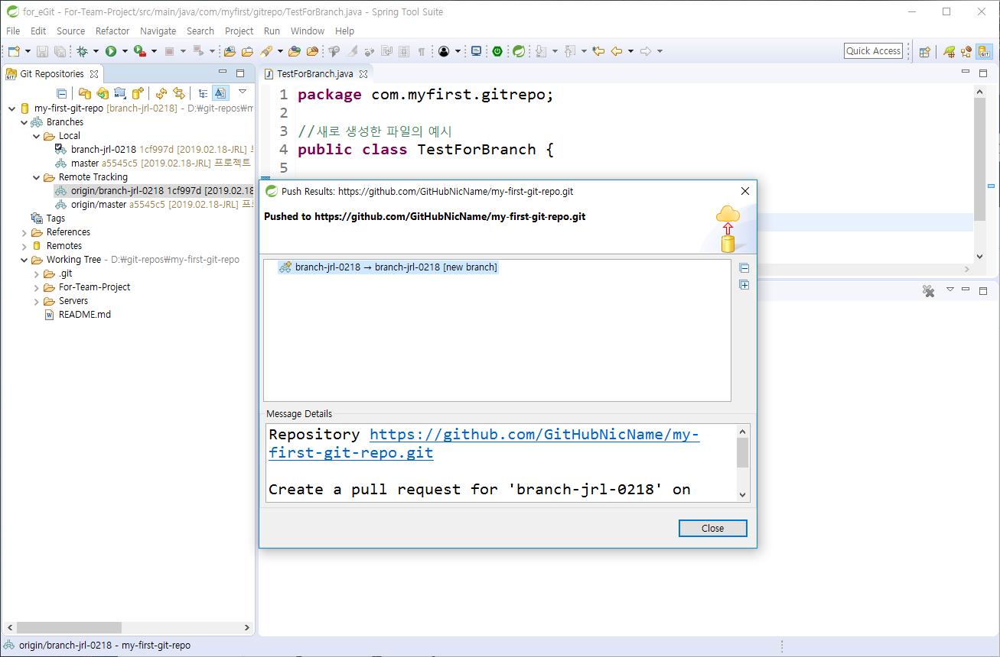 for_eGit - For-Team-Project/src/main/java/com/myfirst/gitrepo/TestForBranch.java - Spring Tool Suite
File Edit Source Refactor Navigate Search Project Run Window Help
Quick Access
GIT
GIT Git Repositories
my-first-git-repo [branch-jrl-0218] - D:₩git-repos₩m
Branches
Local
branch-jrl-0218 1cf997d [2019.02.18-JRL]
master a5545c5 [2019.02.18-JRL] 프로젝트
Remote Tracking
origin/branch-jrl-0218 1cf997d [2019.02.18
origin/master a5545c5 [2019.02.18-JRL]
Tags
References
Remotes
Working Tree - D:₩git-repos₩my-first-git-repo
.git
For-Team-Project
Servers
README.md
TestForBranch.java
1 package com.myfirst.gitrepo;
2
3 //새로 생성한 파일의 예시
4 public class TestForBranch {
5
Push Results: https://github.com/GitHubNicName/my-first-git-repo.git
Pushed to https://github.com/GitHubNicName/my-first-git-repo.git
branch-jrl-0218 → branch-jrl-0218 [new branch]
Message Details
Repository https://github.com/GitHubNicName/my-
first-git-repo.git
Create a pull request for 'branch-jrl-0218' on
Close
origin/branch-jrl-0218 - my-first-git-repo